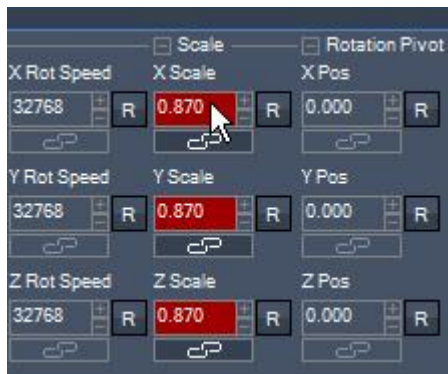 Scale Rotation Pivot
X Rot Speed X Scale X Pos
32768 R 0.870 R 0.000 R
Y Rot Speed Y Scale Y Pos
32768 R 0.870 R 0.000 R
Z Rot Speed Z Scale Z Pos
32768 R 0.870 R 0.000 R